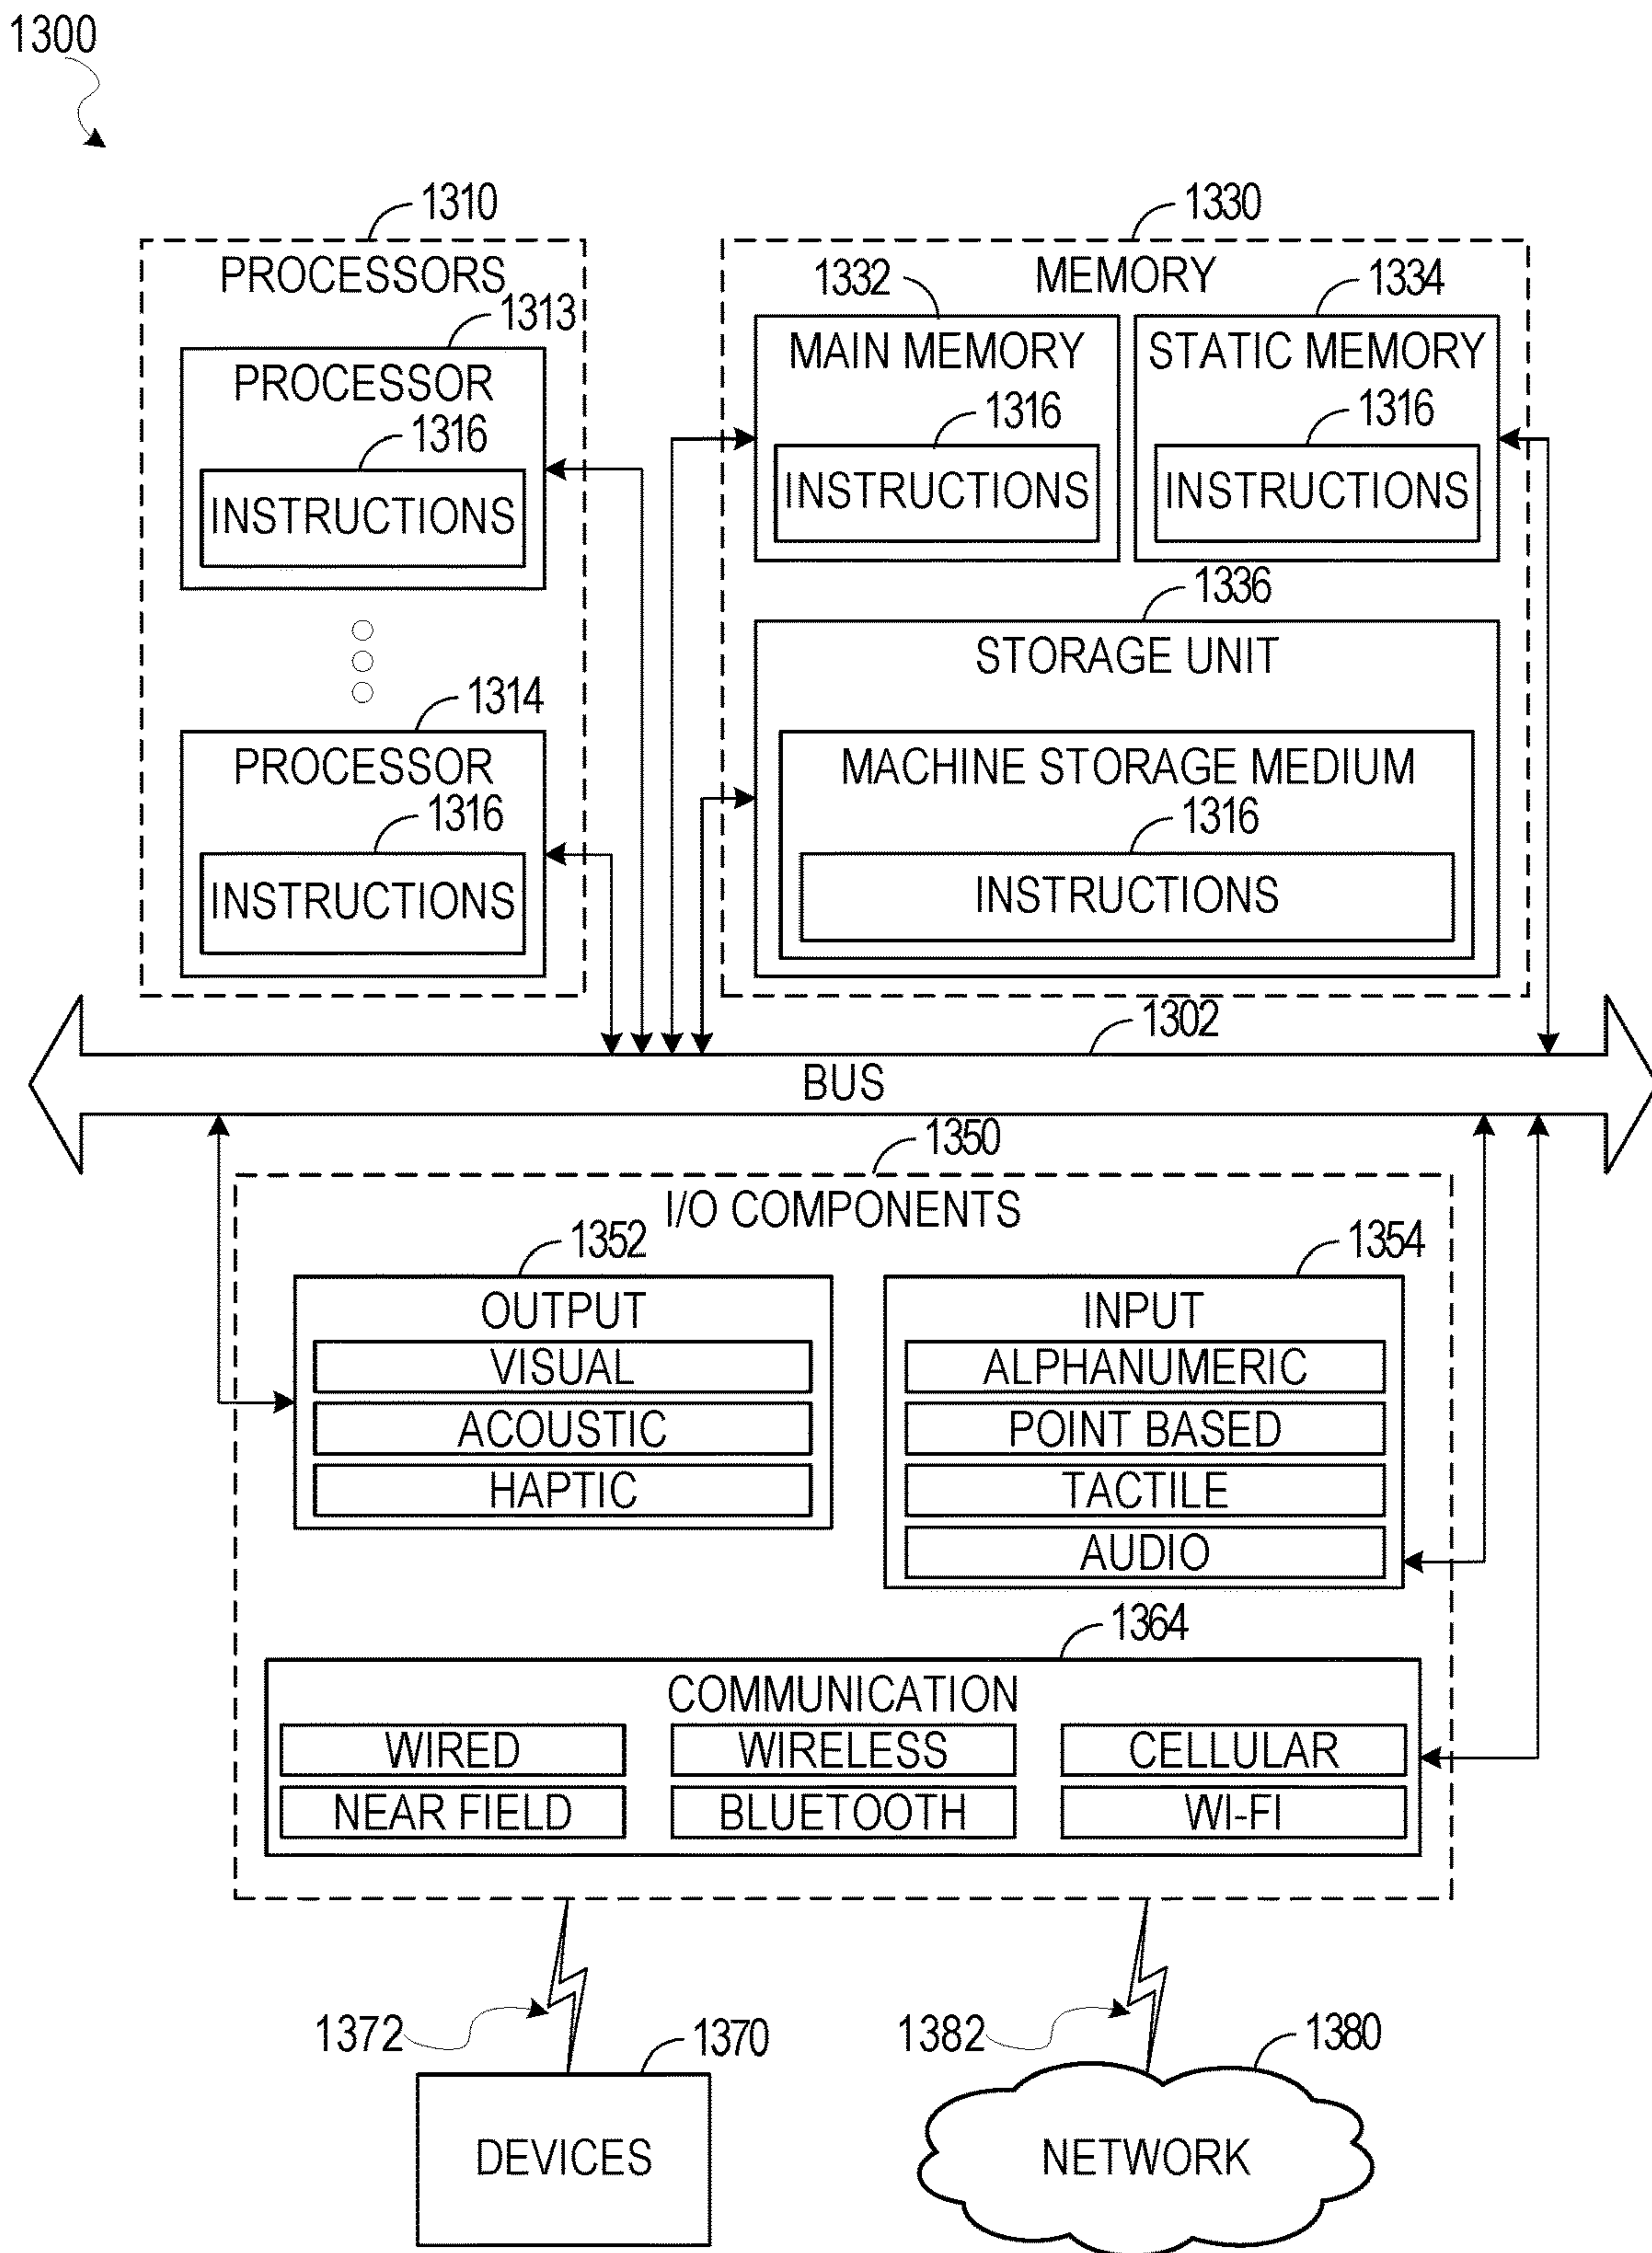 1300
1310
PROCESSORS
1313
PROCESSOR
1316
INSTRUCTIONS
1314
PROCESSOR
1316
INSTRUCTIONS
1330
MEMORY
1332
MAIN MEMORY
1316
INSTRUCTIONS
1334
STATIC MEMORY
1316
INSTRUCTIONS
1336
STORAGE UNIT
MACHINE STORAGE MEDIUM
1316
INSTRUCTIONS
1302
BUS
1350
I/O COMPONENTS
1352
OUTPUT
VISUAL
ACOUSTIC
HAPTIC
1354
INPUT
ALPHANUMERIC
POINT BASED
TACTILE
AUDIO
1364
COMMUNICATION
WIRED
WIRELESS
CELLULAR
NEAR FIELD
BLUETOOTH
WI-FI
1372
1370
DEVICES
1382
1380
NETWORK